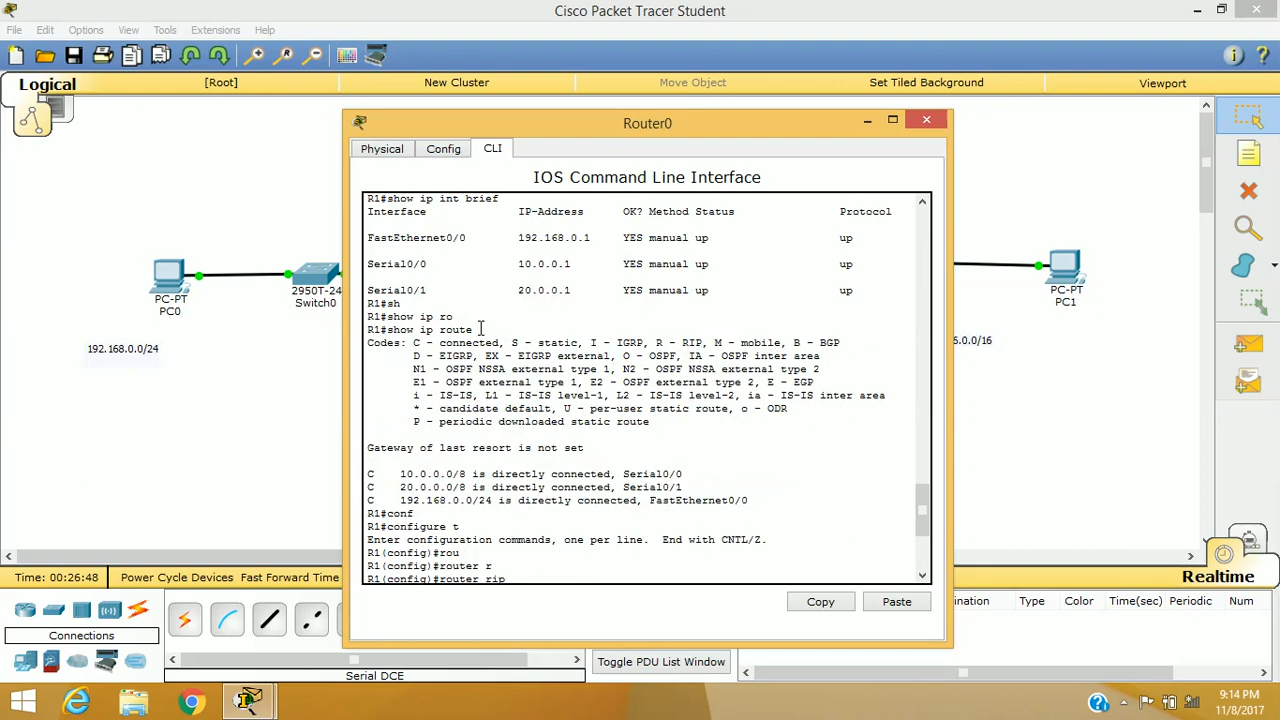 Cisco Packet Tracer Student
File Edit Options View Tools Extensions Help
Logical [Root] New Cluster Move Object Set Tiled Background Viewport
Router0
Physical Config CLI
IOS Command Line Interface
R1#show ip int brief
Interface IP-Address OK? Method Status Protocol
FastEthernet0/0 192.168.0.1 YES manual up up
Serial0/0 10.0.0.1 YES manual up up
Serial0/1 20.0.0.1 YES manual up up
R1#sh
R1#show ip ro
R1#show ip route
Codes: C - connected, S - static, I - IGRP, R - RIP, M - mobile, B - BGP
D - EIGRP, EX - EIGRP external, O - OSPF, IA - OSPF inter area
N1 - OSPF NSSA external type 1, N2 - OSPF NSSA external type 2
E1 - OSPF external type 1, E2 - OSPF external type 2, E - EGP
i - IS-IS, L1 - IS-IS level-1, L2 - IS-IS level-2, ia - IS-IS inter area
* - candidate default, U - per-user static route, o - ODR
P - periodic downloaded static route
Gateway of last resort is not set
C 10.0.0.0/8 is directly connected, Serial0/0
C 20.0.0.0/8 is directly connected, Serial0/1
C 192.168.0.0/24 is directly connected, FastEthernet0/0
R1#conf
R1#configure t
Enter configuration commands, one per line. End with CNTL/Z.
R1(config)#rou
R1(config)#router r
R1(config)#router rip
Copy Paste
PC-PT
PC0
2950T-24
Switch0
192.168.0.0/24
PC-PT
PC1
6.0.0/16
Time: 00:26:48 Power Cycle Devices Fast Forward Time Realtime
Connections
Serial DCE
Toggle PDU List Window
ination Type Color Time(sec) Periodic Num
9:14 PM
11/8/2017